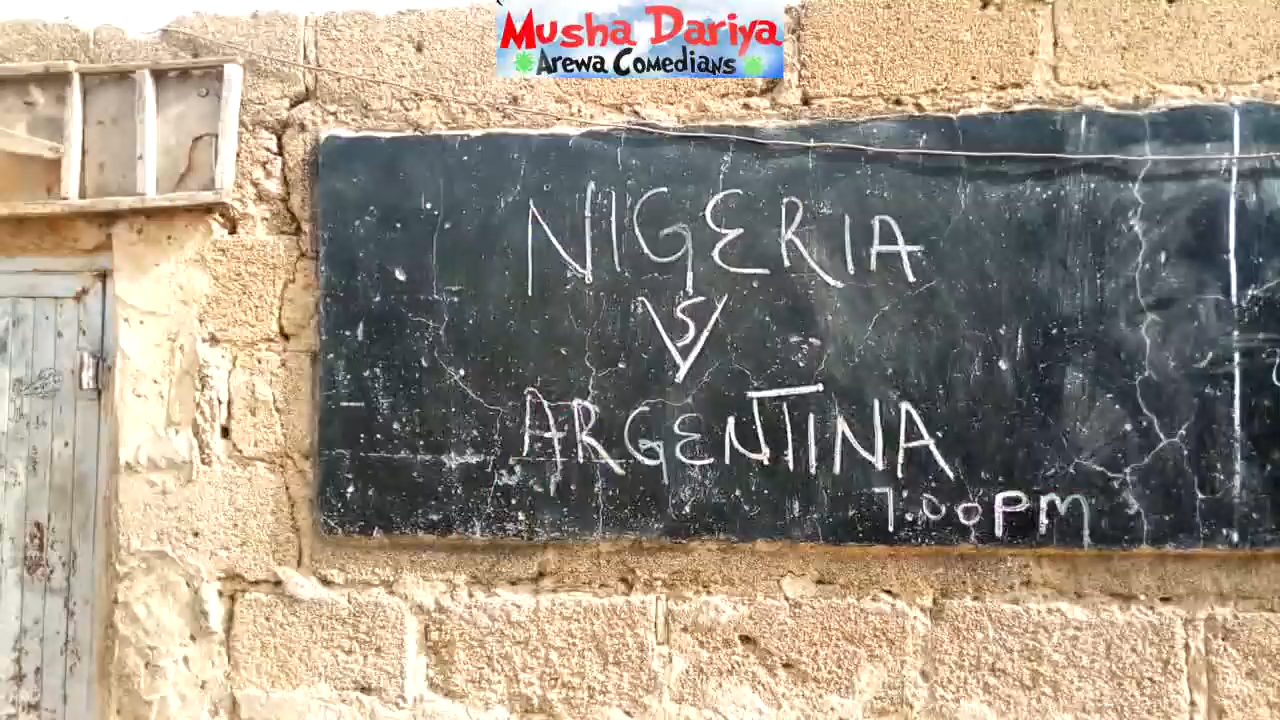 Musha Dariya
Arewa Comedians
NIGERIA
VS
ARGENTINA
7:00PM